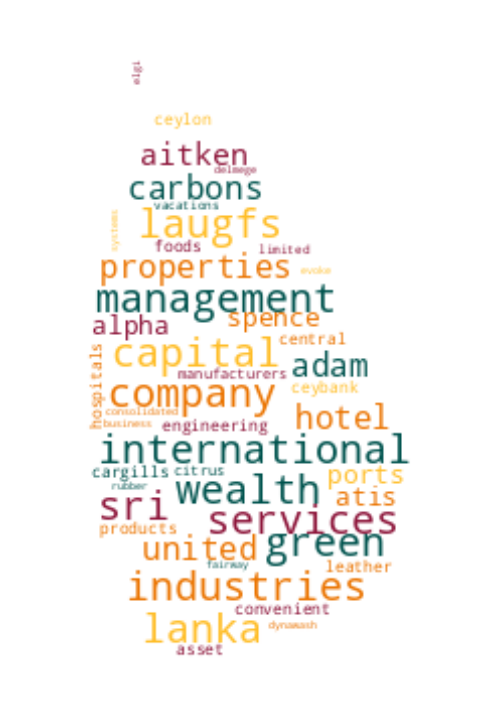 elgi
ceylon
aitken
delmege
carbons
vacations
systems
laugfs
foods
limited
properties
evoke
management
spence
alpha
central
hospitals
capital
adam
manufacturers
ceybank
company
consolidated
hotel
business
engineering
international
cargills
citrus
ports
rubber
wealth
atis
sri
services
products
united
green
fairway
leather
industries
convenient
lanka
dynawash
asset